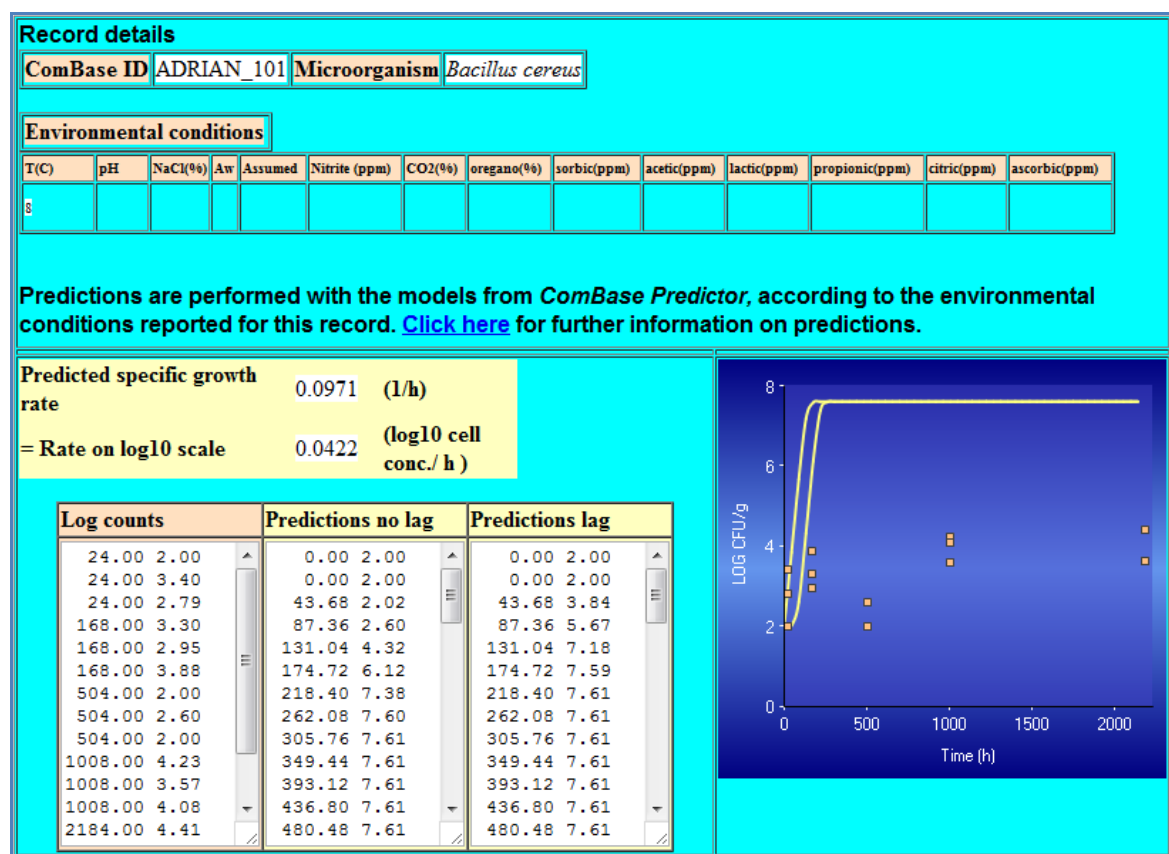 Record details
ComBase ID ADRIAN_101 Microorganism Bacillus cereus
Environmental conditions
T(C) pH NaCl(%) Aw Assumed Nitrite (ppm) CO2(%) oregano(%) sorbic(ppm) acetic(ppm) lactic(ppm) propionic(ppm) citric(ppm) ascorbic(ppm)
8
Predictions are performed with the models from ComBase Predictor, according to the environmental
conditions reported for this record. Click here for further information on predictions.
Predicted specific growth
rate
0.0971 (1/h)
= Rate on log10 scale 0.0422 (log10 cell
conc./ h )
Log counts
24.00 2.00
24.00 3.40
24.00 2.79
168.00 3.30
168.00 2.95
168.00 3.88
504.00 2.00
504.00 2.60
504.00 2.00
1008.00 4.23
1008.00 3.57
1008.00 4.08
2184.00 4.41
Predictions no lag
0.00 2.00
0.00 2.00
43.68 2.02
87.36 2.60
131.04 4.32
174.72 6.12
218.40 7.38
262.08 7.60
305.76 7.61
349.44 7.61
393.12 7.61
436.80 7.61
480.48 7.61
Predictions lag
0.00 2.00
0.00 2.00
43.68 3.84
87.36 5.67
131.04 7.18
174.72 7.59
218.40 7.61
262.08 7.61
305.76 7.61
349.44 7.61
393.12 7.61
436.80 7.61
480.48 7.61
LOG CFU/g
8
6
4
2
0
0 500 1000 1500 2000
Time (h)